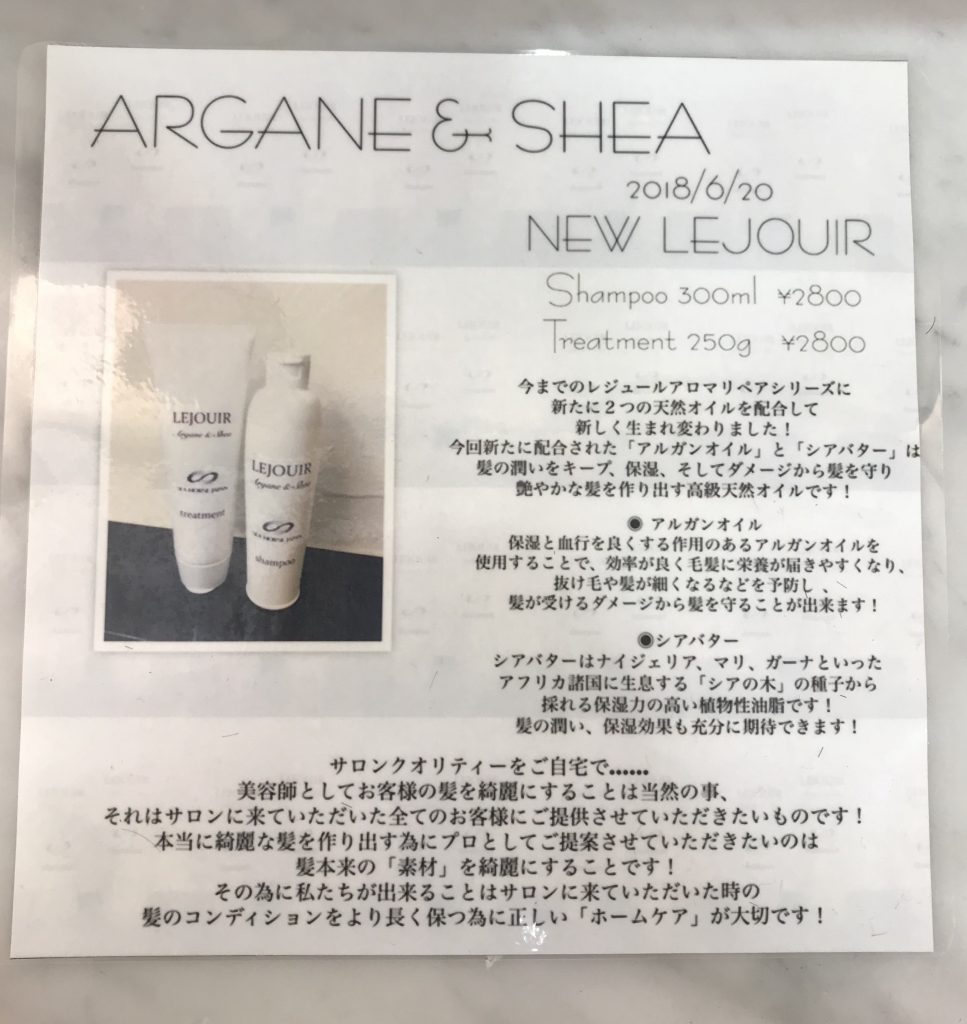 ARGANE & SHEA
2018/6/20
NEW LEJOUIR
Shampoo 300ml ¥2800
Treatment 250g ¥2800
LEJOUIR
Argane & Shea
treatment
LEJOUIR
Argane & Shea
shampoo
今までのレジュールアロマリペアシリーズに
新たに２つの天然オイルを配合して
新しく生まれ変わりました！
今回新たに配合された「アルガンオイル」と「シアバター」は
髪の潤いをキープ、保湿、そしてダメージから髪を守り
艶やかな髪を作り出す高級天然オイルです！
◉ アルガンオイル
保湿と血行を良くする作用のあるアルガンオイルを
使用することで、効率が良く毛髪に栄養が届きやすくなり、
抜け毛や髪が細くなるなどを予防し 、
髪が受けるダメージから髪を守ることが出来ます！
◉シアバター
シアバターはナイジェリア、マリ、ガーナといった
アフリカ諸国に生息する「シアの木」の種子から
採れる保湿力の高い植物性油脂です！
髪の潤い、保湿効果も充分に期待できます！
サロンクオリティーをご自宅で......
美容師としてお客様の髪を綺麗にすることは当然の事、
それはサロンに来ていただいた全てのお客様にご提供させていただきたいものです！
本当に綺麗な髪を作り出す為にプロとしてご提案させていただきたいのは
髪本来の「素材」を綺麗にすることです！
その為に私たちが出来ることはサロンに来ていただいた時の
髪のコンディションをより長く保つ為に正しい「ホームケア」が大切です！